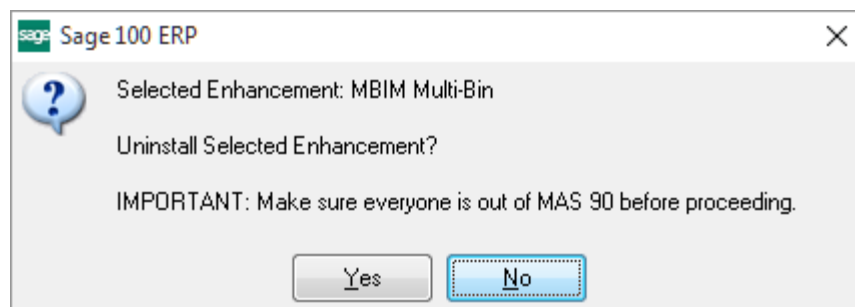 sage Sage 100 ERP
Selected Enhancement: MBIM Multi-Bin
Uninstall Selected Enhancement?
IMPORTANT: Make sure everyone is out of MAS 90 before proceeding.
Yes No